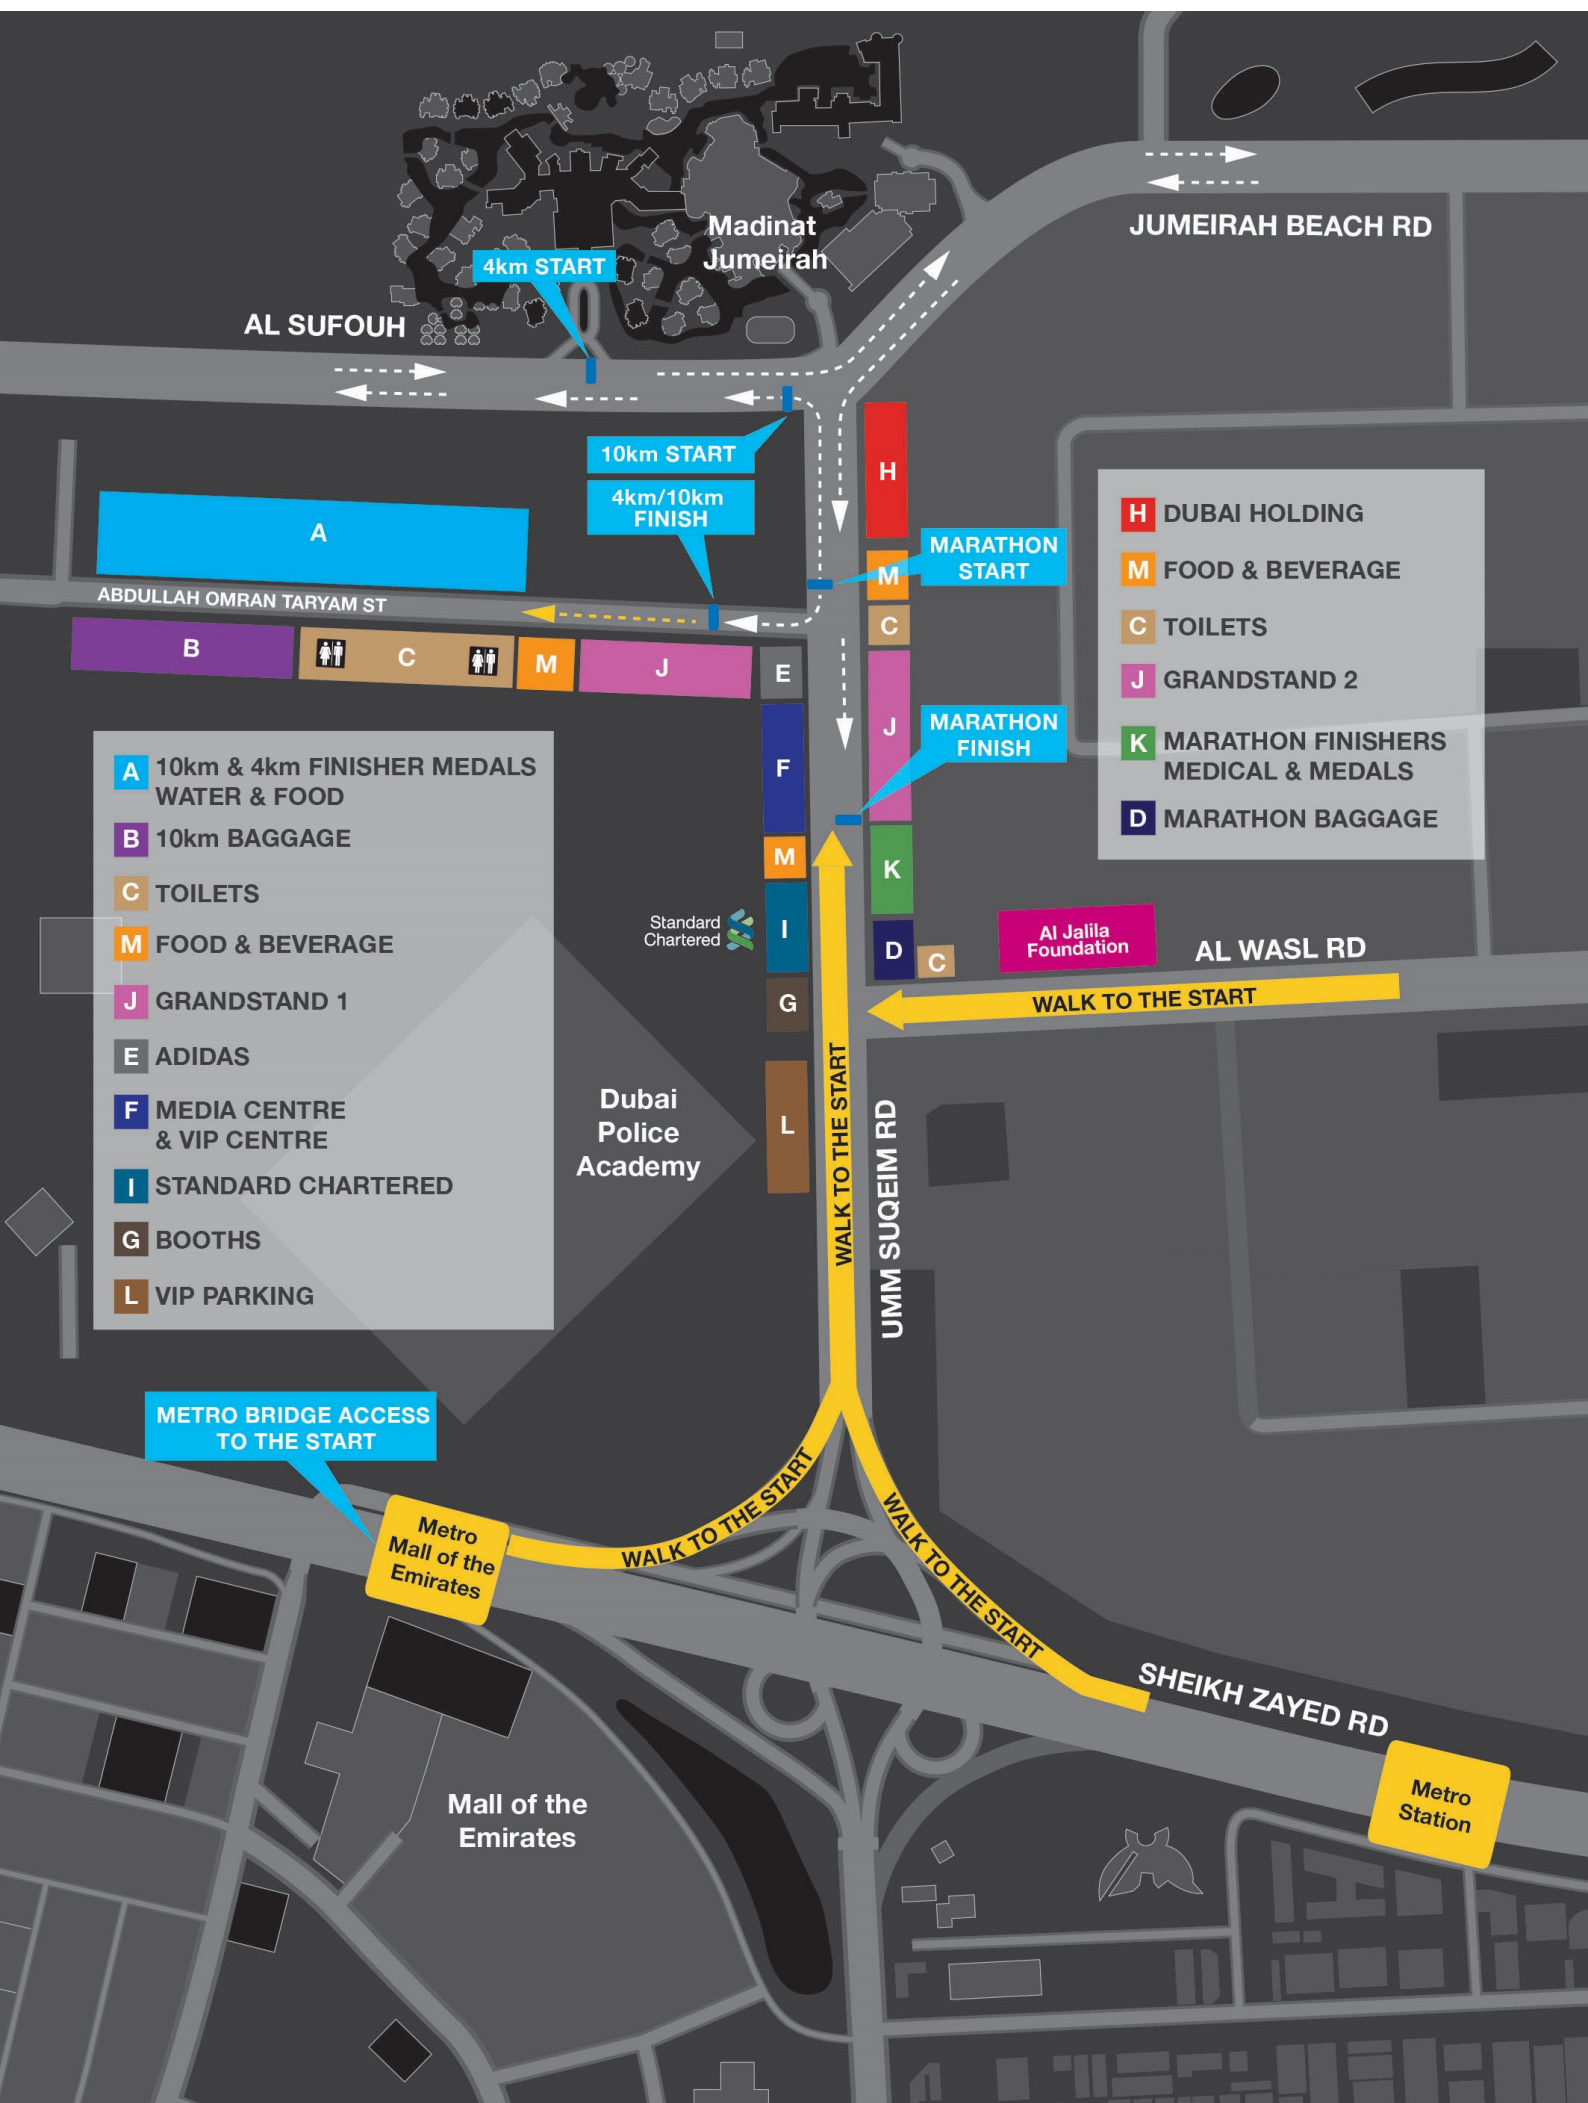 Madinat
Jumeirah
JUMEIRAH BEACH RD
4km START
AL SUFOUH
10km START
4km/10km
FINISH
H
A
M
MARATHON
START
C
ABDULLAH OMRAN TARYAM ST
B
C
M
J
E
J
MARATHON
FINISH
F
M
K
I
Standard
Chartered
D
C
Al Jalila
Foundation
AL WASL RD
G
WALK TO THE START
L
WALK TO THE START
UMM SUQEIM RD
Dubai
Police
Academy
H DUBAI HOLDING
M FOOD & BEVERAGE
C TOILETS
J GRANDSTAND 2
K MARATHON FINISHERS
MEDICAL & MEDALS
D MARATHON BAGGAGE
A 10km & 4km FINISHER MEDALS
WATER & FOOD
B 10km BAGGAGE
C TOILETS
M FOOD & BEVERAGE
J GRANDSTAND 1
E ADIDAS
F MEDIA CENTRE
& VIP CENTRE
I STANDARD CHARTERED
G BOOTHS
L VIP PARKING
METRO BRIDGE ACCESS
TO THE START
Metro
Mall of the
Emirates
WALK TO THE START
WALK TO THE START
SHEIKH ZAYED RD
Metro
Station
Mall of the
Emirates